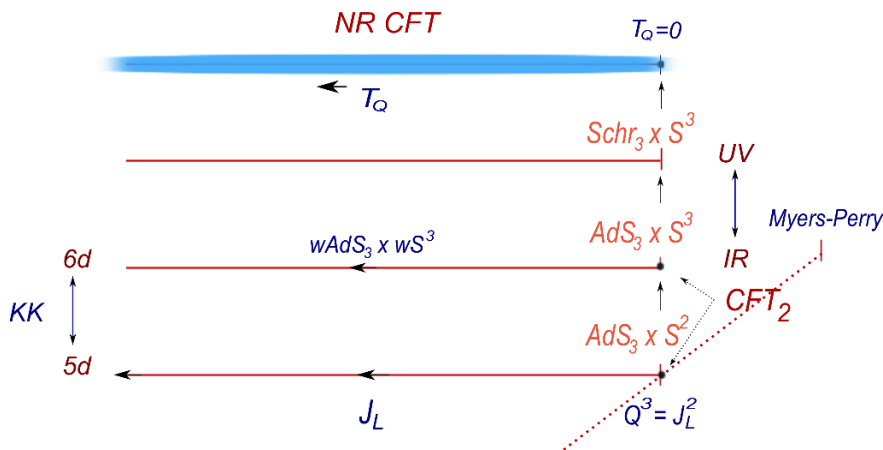 NR CFT
T_Q=0
T_Q
Schr_3 x S^3
UV
Myers-Perry
wAdS_3 x wS^3
AdS_3 x S^3
6d
IR
KK
CFT_2
AdS_3 x S^2
5d
J_L
Q^3 = J_L^2